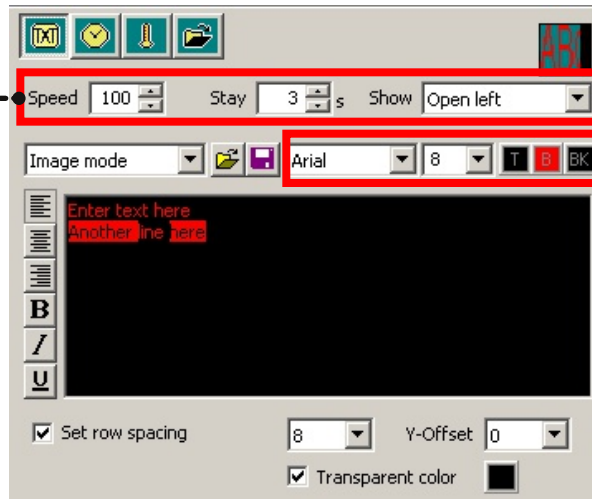 TXT
Speed 100 Stay 3 s Show Open left
Image mode Arial 8 T B BK
Enter text here
Another line here
B
I
U
Set row spacing 8 Y-Offset 0
Transparent color